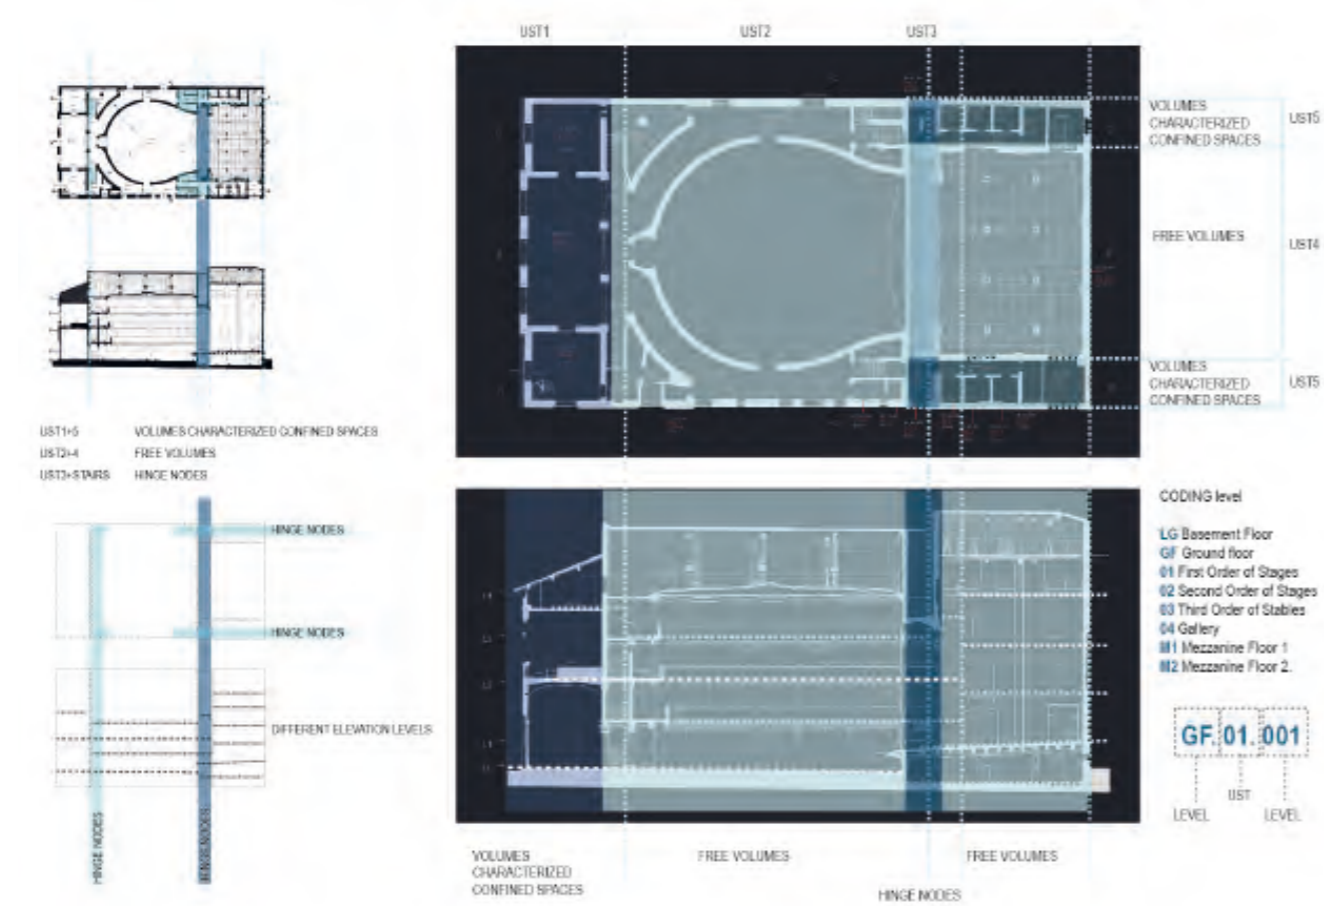 UST1
UST2
UST3
VOLUMES
CHARACTERIZED
CONFINED SPACES
UST5
FREE VOLUMES
UST4
VOLUMES
CHARACTERIZED
CONFINED SPACES
UST5
UST1+5 VOLUMES CHARACTERIZED CONFINED SPACES
UST2+4 FREE VOLUMES
UST3+STAIRS HINGE NODES
HINGE NODES
HINGE NODES
DIFFERENT ELEVATION LEVELS
HINGE NODES
HINGE NODES
CODING level
LG Basement Floor
GF Ground floor
01 First Order of Stages
02 Second Order of Stages
03 Third Order of Stables
04 Gallery
M1 Mezzanine Floor 1
M2 Mezzanine Floor 2.
GF. 01. 001
UST
LEVEL
LEVEL
VOLUMES
CHARACTERIZED
CONFINED SPACES
FREE VOLUMES
FREE VOLUMES
HINGE NODES